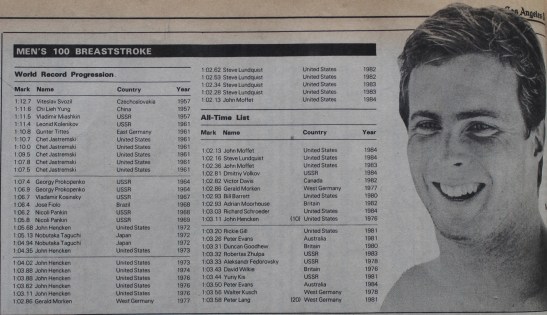 Los Angeles
MEN'S 100 BREASTSTROKE
World Record Progression
Mark Name Country Year
1:12.7 Viteslav Svozil Czechoslovakia 1957
1:11.6 Chi Lieh Yung China 1957
1:11.5 Vladimir Miashkin USSR 1957
1:11.4 Leonid Kolesnikov USSR 1961
1:10.8 Gunter Tittes East Germany 1961
1:10.7 Chet Jastremski United States 1961
1:10.0 Chet Jastremski United States 1961
1:09.5 Chet Jastremski United States 1961
1:07.8 Chet Jastremski United States 1961
1:07.5 Chet Jastremski United States 1961
1:07.4 Georgy Prokopenko USSR 1964
1:06.9 Georgy Prokopenko USSR 1964
1:06.7 Vladimir Kosinsky USSR 1967
1:06.4 Jose Fiolo Brazil 1968
1:06.2 Nicoli Pankin USSR 1968
1:05.8 Nicoli Pankin USSR 1969
1:05.68 John Hencken United States 1972
1:05.13 Nobutaka Taguchi Japan 1972
1:04.94 Nobutaka Taguchi Japan 1972
1:04.35 John Hencken United States 1973
1:04.02 John Hencken United States 1973
1:03.88 John Hencken United States 1974
1:03.88 John Hencken United States 1976
1:03.62 John Hencken United States 1976
1:03.11 John Hencken United States 1976
1:02.86 Gerald Morken West Germany 1977
1:02.62 Steve Lundquist United States 1982
1:02.53 Steve Lundquist United States 1982
1:02.34 Steve Lundquist United States 1983
1:02.28 Steve Lundquist United States 1983
1:02.13 John Moffet United States 1984
All-Time List
Mark Name Country Year
1:02.13 John Moffet United States 1984
1:02.16 Steve Lundquist United States 1984
1:02.36 John Moffet United States 1983
1:02.81 Dmitry Volkov USSR 1984
1:02.82 Victor Davis Canada 1982
1:02.86 Gerald Morken West Germany 1977
1:02.93 Bill Barrett United States 1980
1:02.93 Adrian Moorhouse Britain 1982
1:03.03 Richard Schroeder United States 1984
1:03.11 John Hencken (10) United States 1976
1:03.20 Rickie Gill United States 1981
1:03.26 Peter Evans Australia 1981
1:03.31 Duncan Goodhew Britain 1980
1:03.32 Robertas Zhulpa USSR 1983
1:03.33 Aleksandr Fedorovsky USSR 1978
1:03.43 David Wilkie Britain 1976
1:03.44 Yuriy Kis USSR 1981
1:03.50 Peter Evans Australia 1984
1:03.56 Walter Kusch West Germany 1978
1:03.58 Peter Lang (20) West Germany 1981